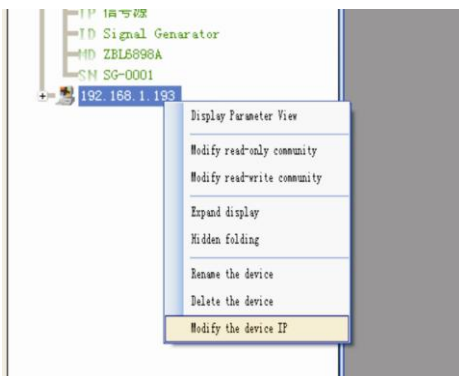 IP 信号源
ID Signal Genarator
MD ZBL6898A
SN SG-0001
192.168.1.193
Display Parameter View
Modify read-only community
Modify read-write community
Expand display
Hidden folding
Rename the device
Delete the device
Modify the device IP